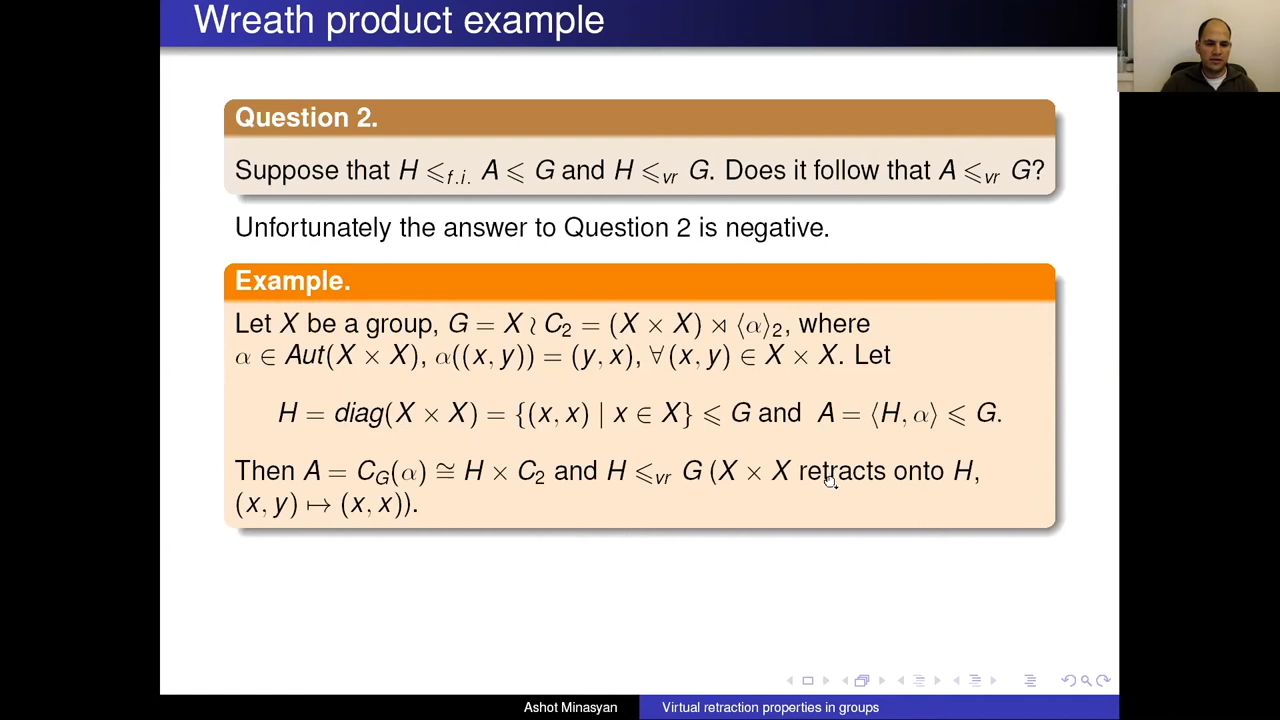 Wreath product example
Question 2.
Suppose that H ⩽f.i. A ⩽ G and H ⩽vr G. Does it follow that A ⩽vr G?
Unfortunately the answer to Question 2 is negative.
Example.
Let X be a group, G = X ≀ C₂ = (X × X) ⋊ ⟨α⟩₂, where
α ∈ Aut(X × X), α((x, y)) = (y, x), ∀(x, y) ∈ X × X. Let
H = diag(X × X) = {(x, x) | x ∈ X} ⩽ G and A = ⟨H, α⟩ ⩽ G.
Then A = C_G(α) ≅ H × C₂ and H ⩽vr G (X × X retracts onto H,
(x, y) ↦ (x, x)).
Ashot Minasyan
Virtual retraction properties in groups